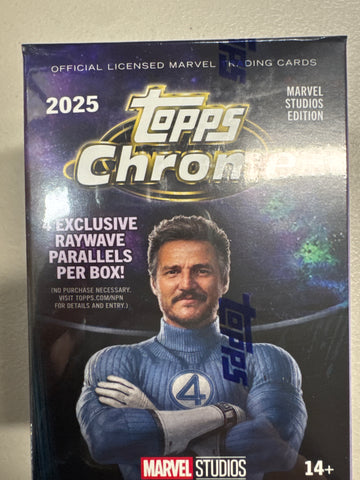 OFFICIAL LICENSED MARVEL TRADING CARDS
2025
MARVEL
STUDIOS
EDITION
topps
Chrome
4 EXCLUSIVE
RAYWAVE
PARALLELS
PER BOX!
(NO PURCHASE NECESSARY.
VISIT TOPPS.COM/NPN
FOR DETAILS AND ENTRY.)
topps
4
MARVEL STUDIOS
14+